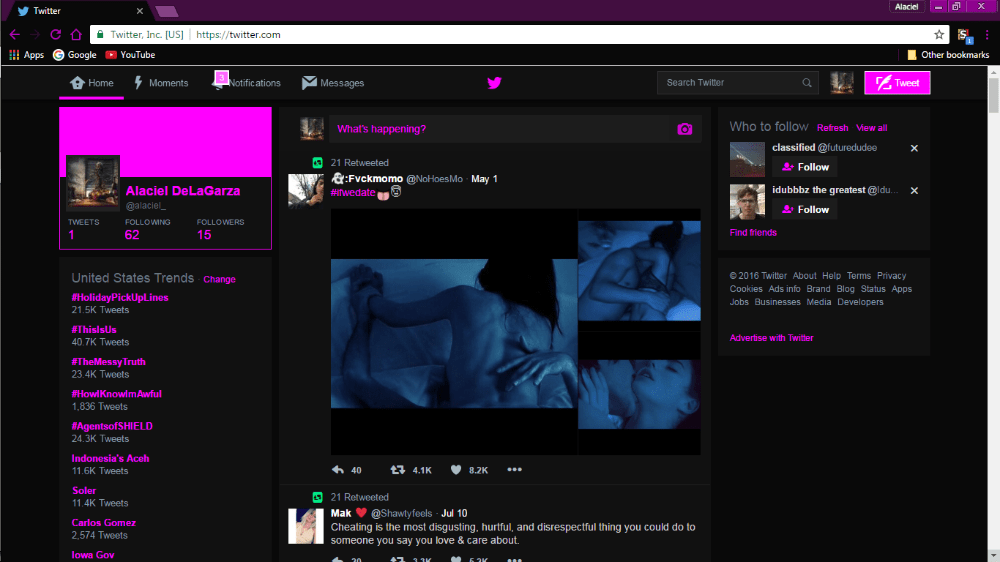 Twitter
Alaciel
Twitter, Inc. [US] | https://twitter.com
Apps Google YouTube Other bookmarks
Home Moments 3 Notifications Messages Search Twitter Tweet
What's happening?
Alaciel DeLaGarza
@alaciel_
TWEETS FOLLOWING FOLLOWERS
1 62 15
United States Trends · Change
#HolidayPickUpLines
21.5K Tweets
#ThisIsUs
40.7K Tweets
#TheMessyTruth
23.4K Tweets
#HowIKnowImAwful
1,836 Tweets
#AgentsofSHIELD
24.3K Tweets
Indonesia's Aceh
11.6K Tweets
Soler
11.4K Tweets
Carlos Gomez
2,574 Tweets
Iowa Gov
21 Retweeted
:Fvckmomo @NoHoesMo · May 1
#ifwedate
40 4.1K 8.2K
21 Retweeted
Mak @Shawtyfeels · Jul 10
Cheating is the most disgusting, hurtful, and disrespectful thing you could do to
someone you say you love & care about.
Who to follow · Refresh · View all
classified @futuredudee
Follow
idubbbz the greatest @Idu...
Follow
Find friends
© 2016 Twitter About Help Terms Privacy
Cookies Ads info Brand Blog Status Apps
Jobs Businesses Media Developers
Advertise with Twitter